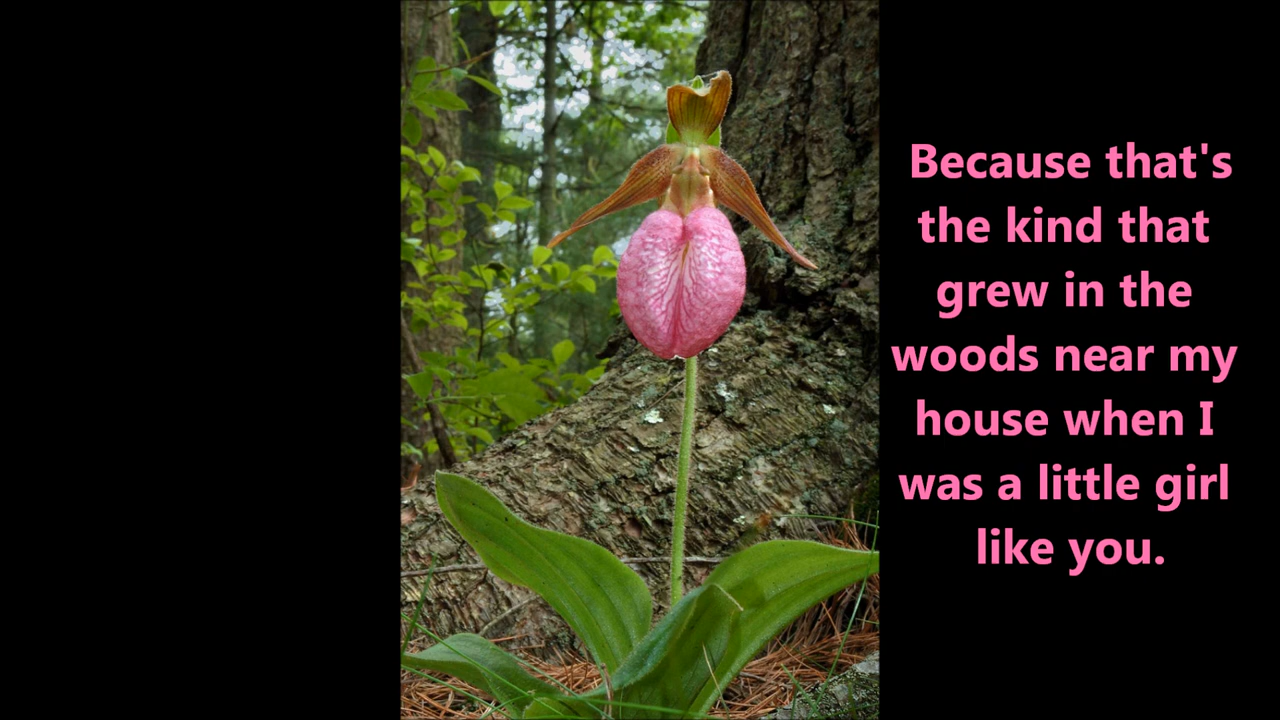 Because that's
the kind that
grew in the
woods near my
house when I
was a little girl
like you.